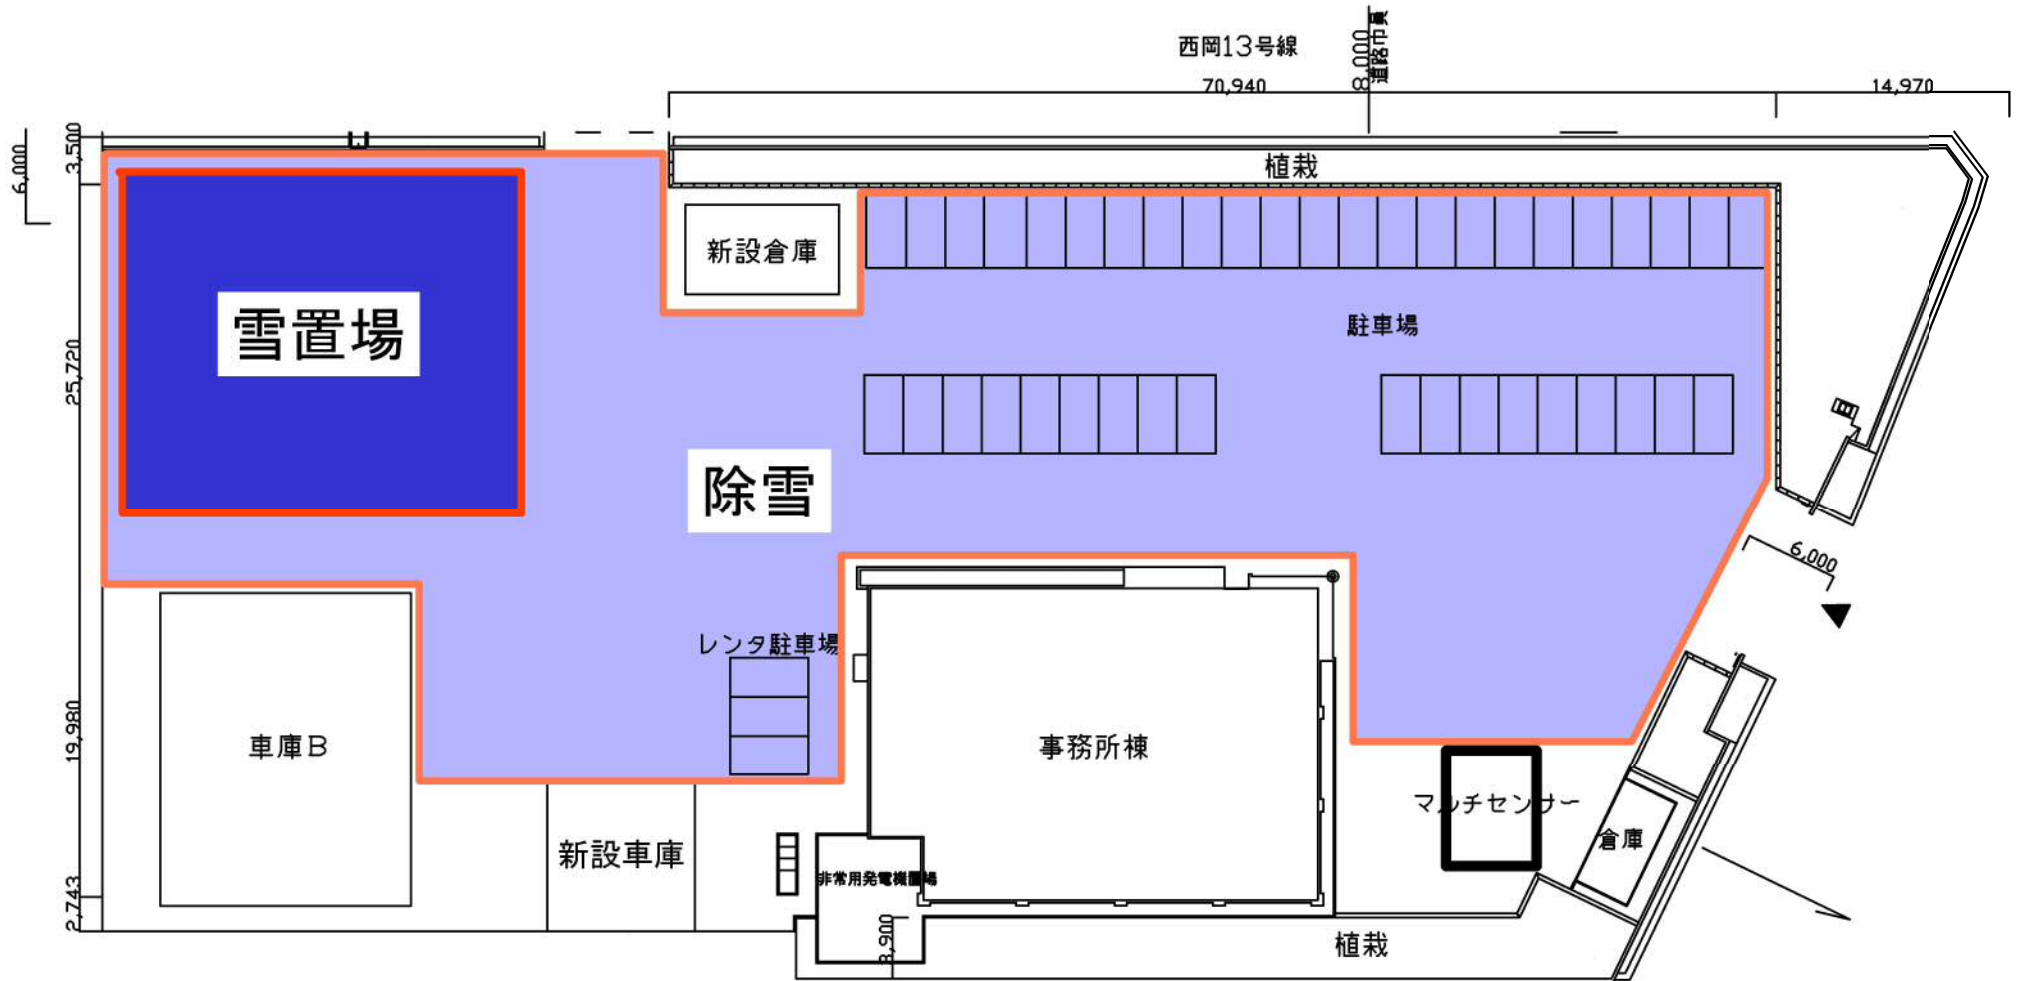 西岡13号線
8,000
道路巾員
70,940
14,970
6,000
3,500
植栽
新設倉庫
雪置場
駐車場
25,720
除雪
6,000
レンタ駐車場
19,980
車庫B
事務所棟
マルチセンサー
倉庫
新設車庫
非常用発電機置場
2,743
3,900
植栽